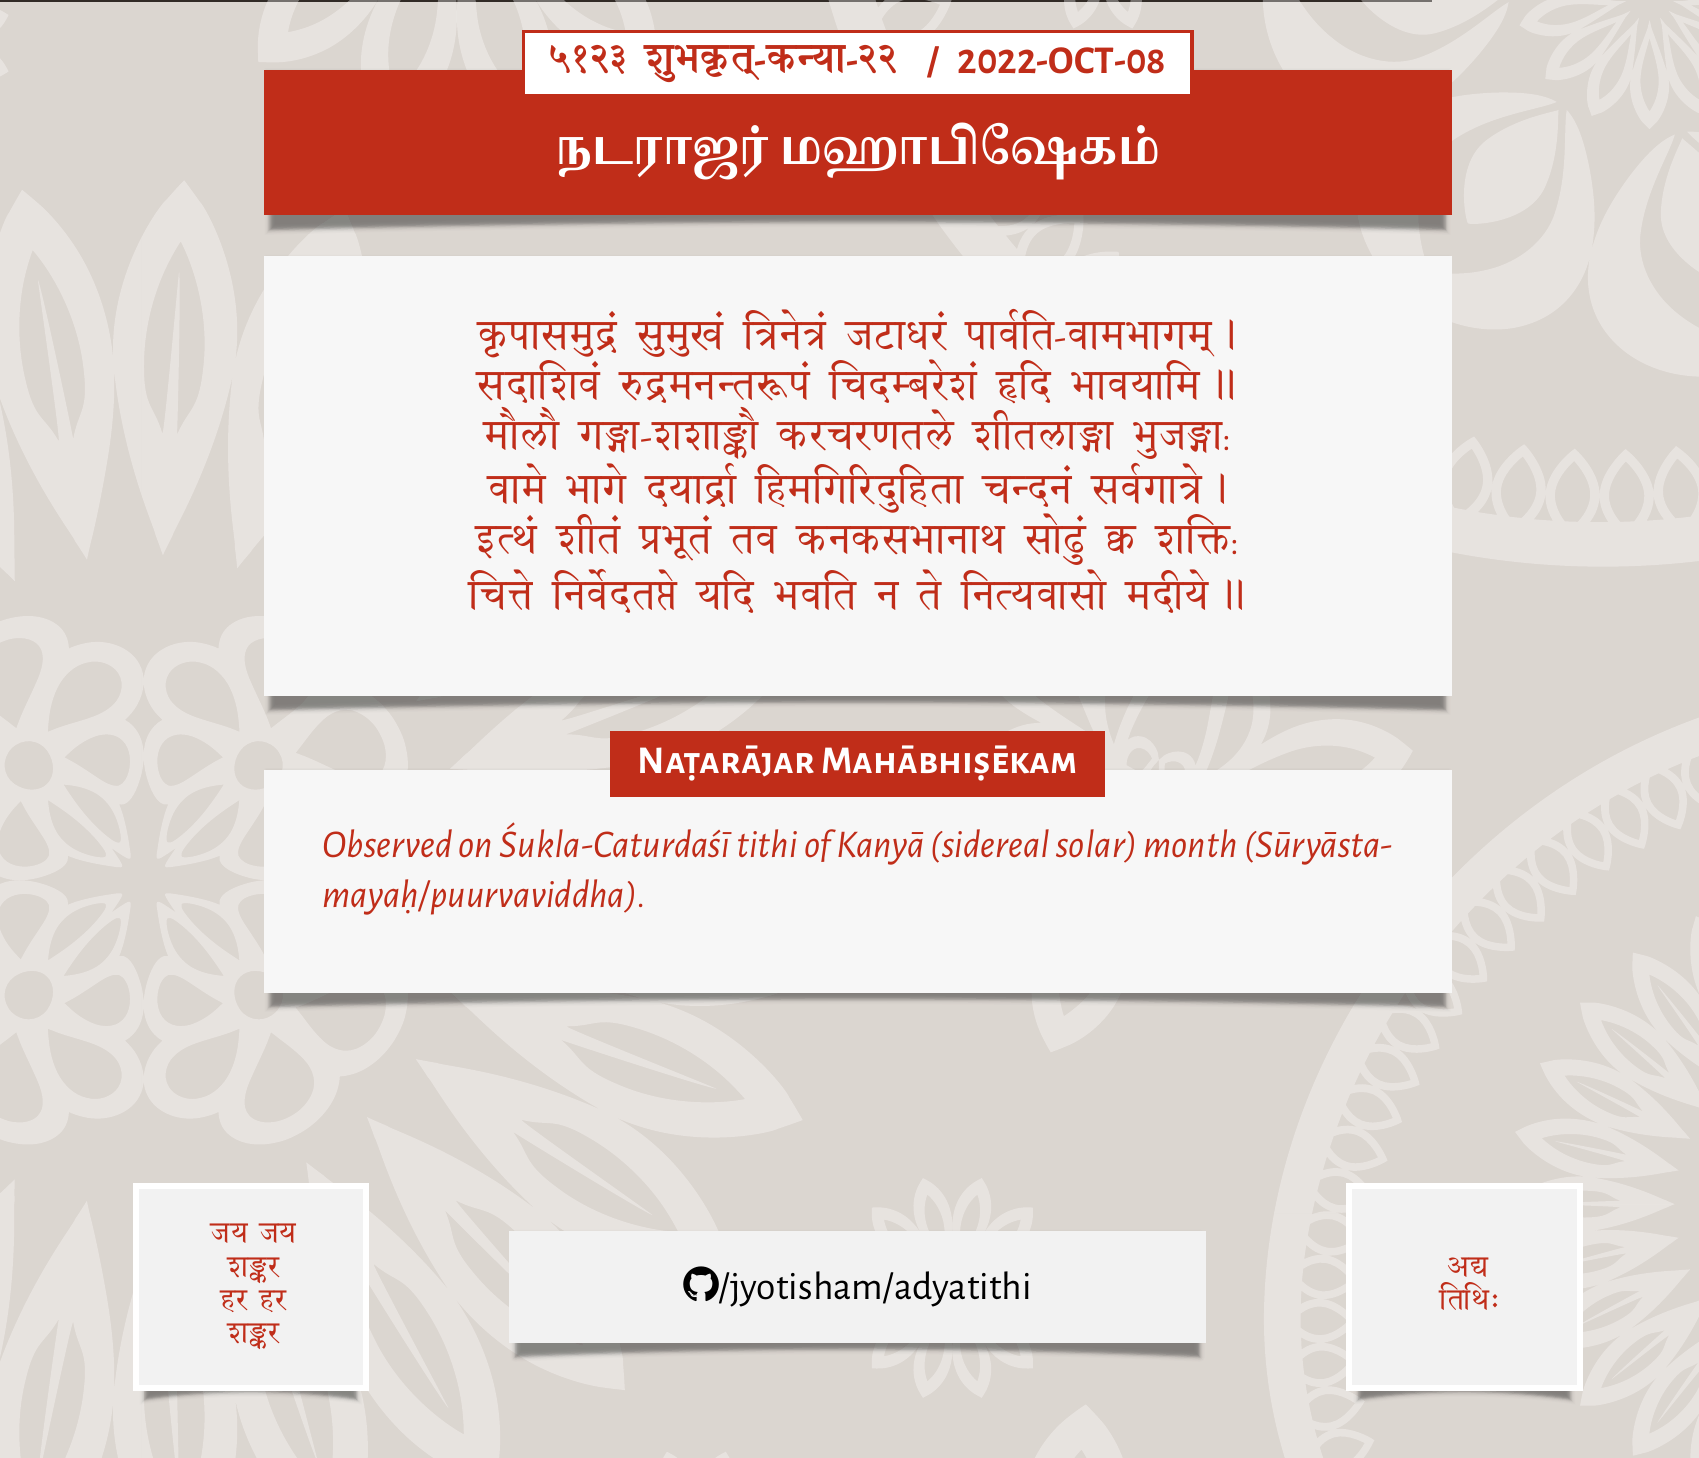 ५१२३ शुभकृत्-कन्या-२२ / 2022-OCT-08
நடராஜர் மஹாபிஷேகம்
कृपासमुद्रं सुमुखं त्रिनेत्रं जटाधरं पार्वति-वामभागम्।
सदाशिवं रुद्रमनन्तरूपं चिदम्बरेशं हृदि भावयामि॥
मौलौ गङ्गा-शशाङ्कौ करचरणतले शीतलाङ्गा भुजङ्गाः
वामे भागे दयार्द्रा हिमगिरिदुहिता चन्दनं सर्वगात्रे।
इत्थं शीतं प्रभूतं तव कनकसभानाथ सोढुं क्व शक्तिः
चित्ते निर्वेदतप्ते यदि भवति न ते नित्यवासो मदीये॥
Naṭarājar Mahābhiṣēkam
Observed on Śukla-Caturdaśī tithi of Kanyā (sidereal solar) month (Sūryāsta-
mayaḥ/puurvaviddha).
जय जय
शङ्कर
हर हर
शङ्कर
/jyotisham/adyatithi
अद्य
तिथिः